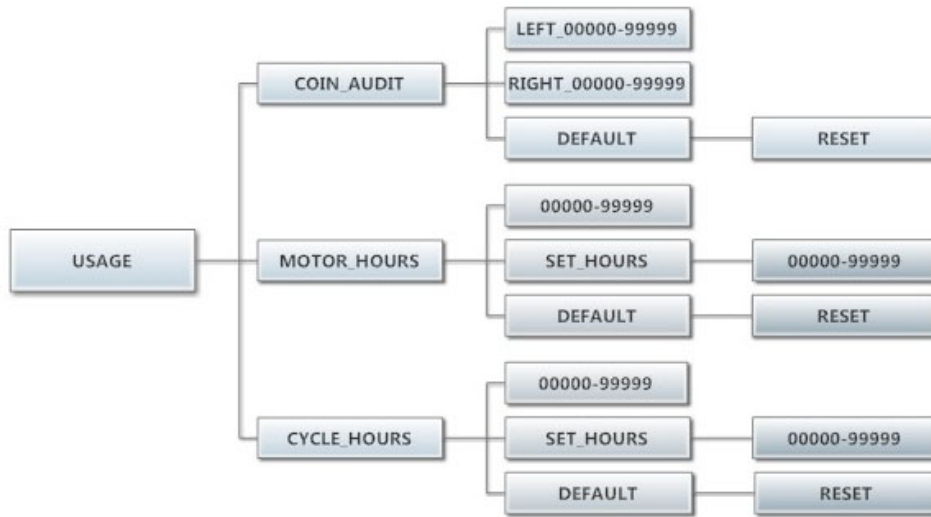 LEFT_00000-99999
COIN_AUDIT
RIGHT_00000-99999
DEFAULT
RESET
00000-99999
USAGE
MOTOR_HOURS
SET_HOURS
00000-99999
DEFAULT
RESET
00000-99999
CYCLE_HOURS
SET_HOURS
00000-99999
DEFAULT
RESET